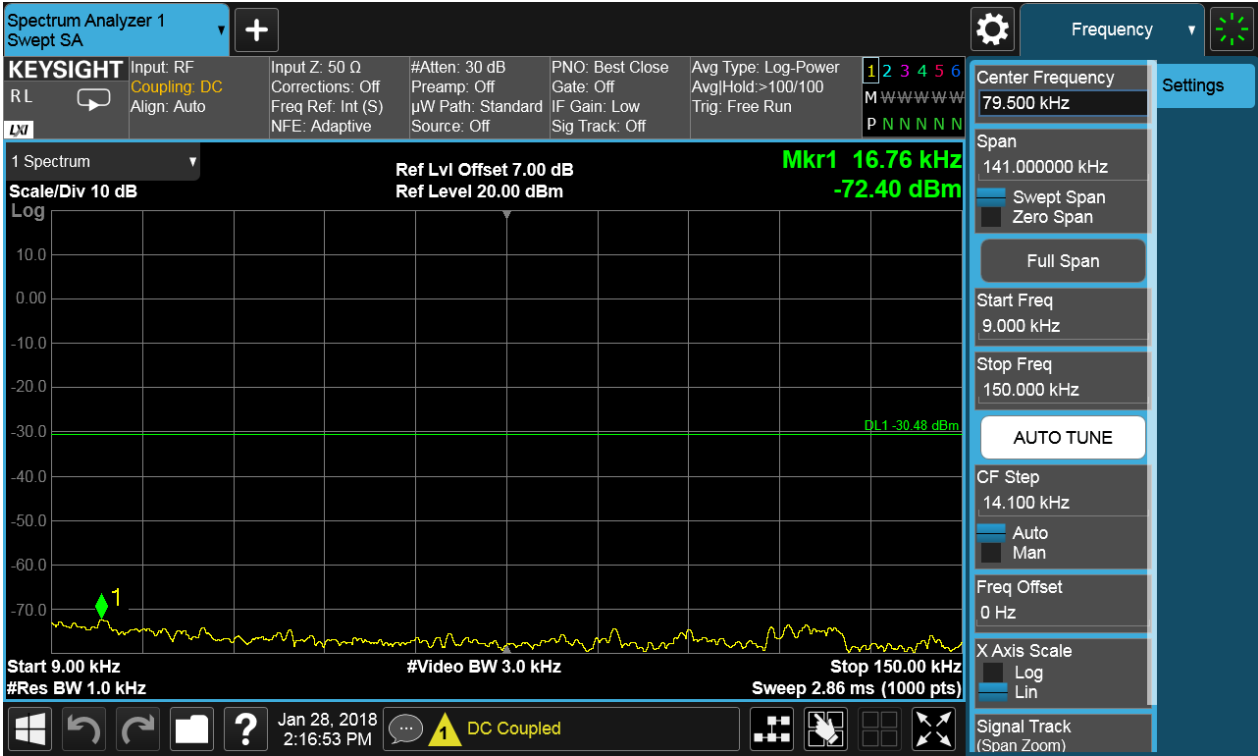 Spectrum Analyzer 1
Swept SA
Frequency
KEYSIGHT
R L
LXI
Input: RF
Coupling: DC
Align: Auto
Input Z: 50 Ω
Corrections: Off
Freq Ref: Int (S)
NFE: Adaptive
#Atten: 30 dB
Preamp: Off
µW Path: Standard
Source: Off
PNO: Best Close
Gate: Off
IF Gain: Low
Sig Track: Off
Avg Type: Log-Power
Avg|Hold:>100/100
Trig: Free Run
1 2 3 4 5 6
M W W W W W
P N N N N N
1 Spectrum
Scale/Div 10 dB
Log
Ref Lvl Offset 7.00 dB
Ref Level 20.00 dBm
Mkr1 16.76 kHz
-72.40 dBm
10.0
0.00
-10.0
-20.0
-30.0
DL1 -30.48 dBm
-40.0
-50.0
-60.0
-70.0
1
Start 9.00 kHz
#Video BW 3.0 kHz
Stop 150.00 kHz
#Res BW 1.0 kHz
Sweep 2.86 ms (1000 pts)
Center Frequency
79.500 kHz
Settings
Span
141.000000 kHz
Swept Span
Zero Span
Full Span
Start Freq
9.000 kHz
Stop Freq
150.000 kHz
AUTO TUNE
CF Step
14.100 kHz
Auto
Man
Freq Offset
0 Hz
X Axis Scale
Log
Lin
Signal Track
(Span Zoom)
?
Jan 28, 2018
2:16:53 PM
1
DC Coupled